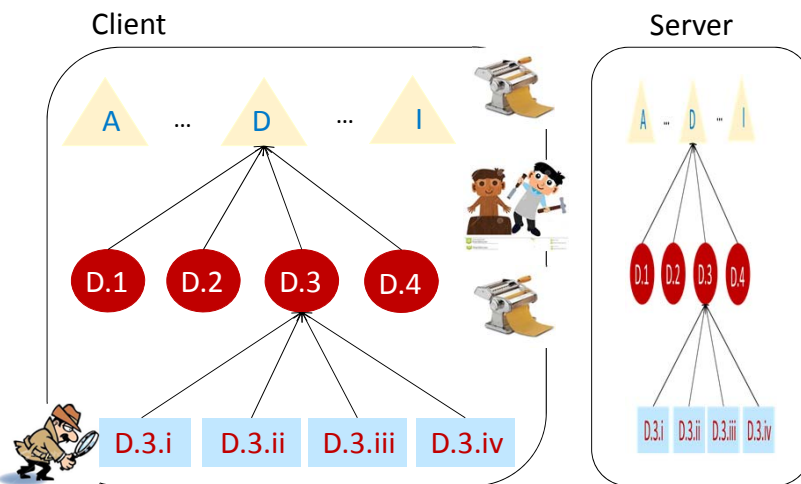 Client
Server
A ... D ... I
D.1 D.2 D.3 D.4
D.3.i D.3.ii D.3.iii D.3.iv
A ... D ... I
D.1 D.2 D.3 D.4
D.3.i D.3.ii D.3.iii D.3.iv